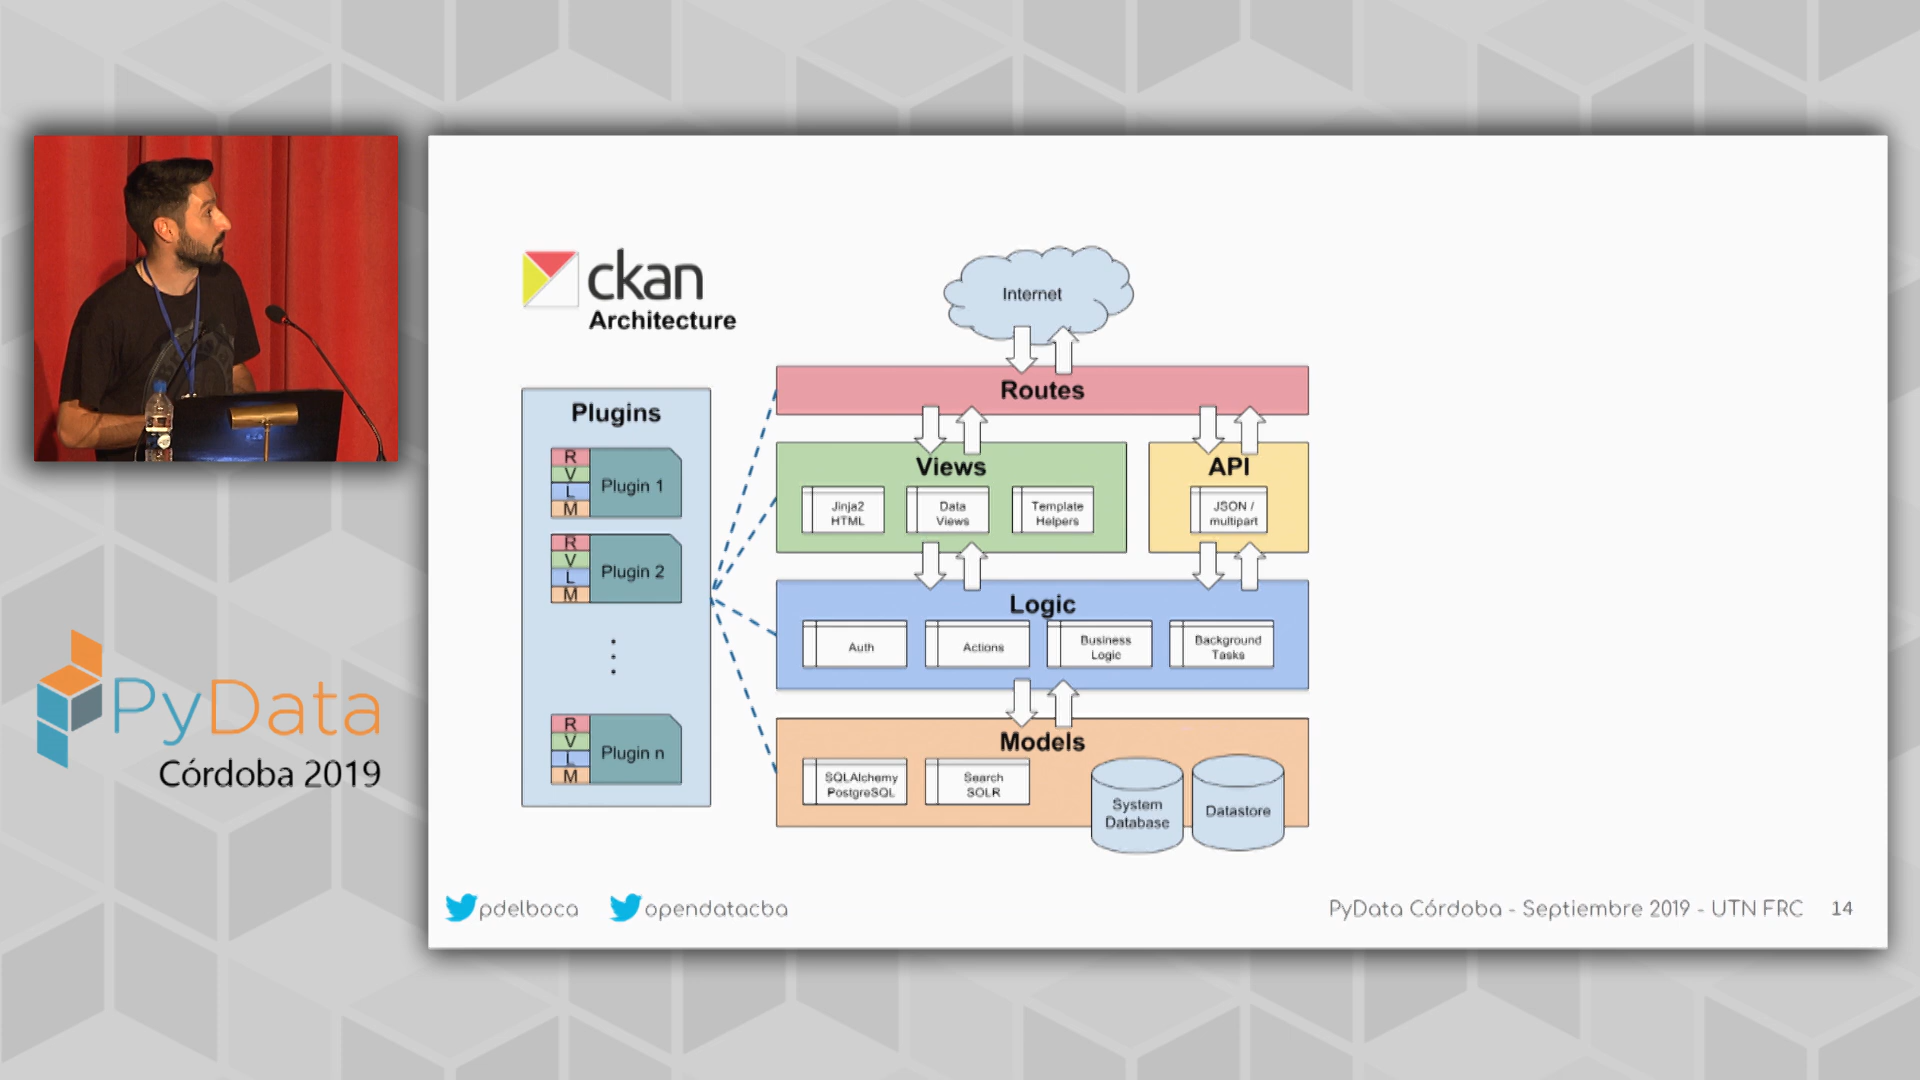 ckan
Architecture
Internet
Routes
Plugins
R
V
L
M
Plugin 1
R
V
L
M
Plugin 2
R
V
L
M
Plugin n
Views
Jinja2
HTML
Data
Views
Template
Helpers
API
JSON /
multipart
Logic
Auth
Actions
Business
Logic
Background
Tasks
Models
SQLAlchemy
PostgreSQL
Search
SOLR
System
Database
Datastore
PyData
Córdoba 2019
pdelboca
opendatacba
PyData Córdoba - Septiembre 2019 - UTN FRC 14